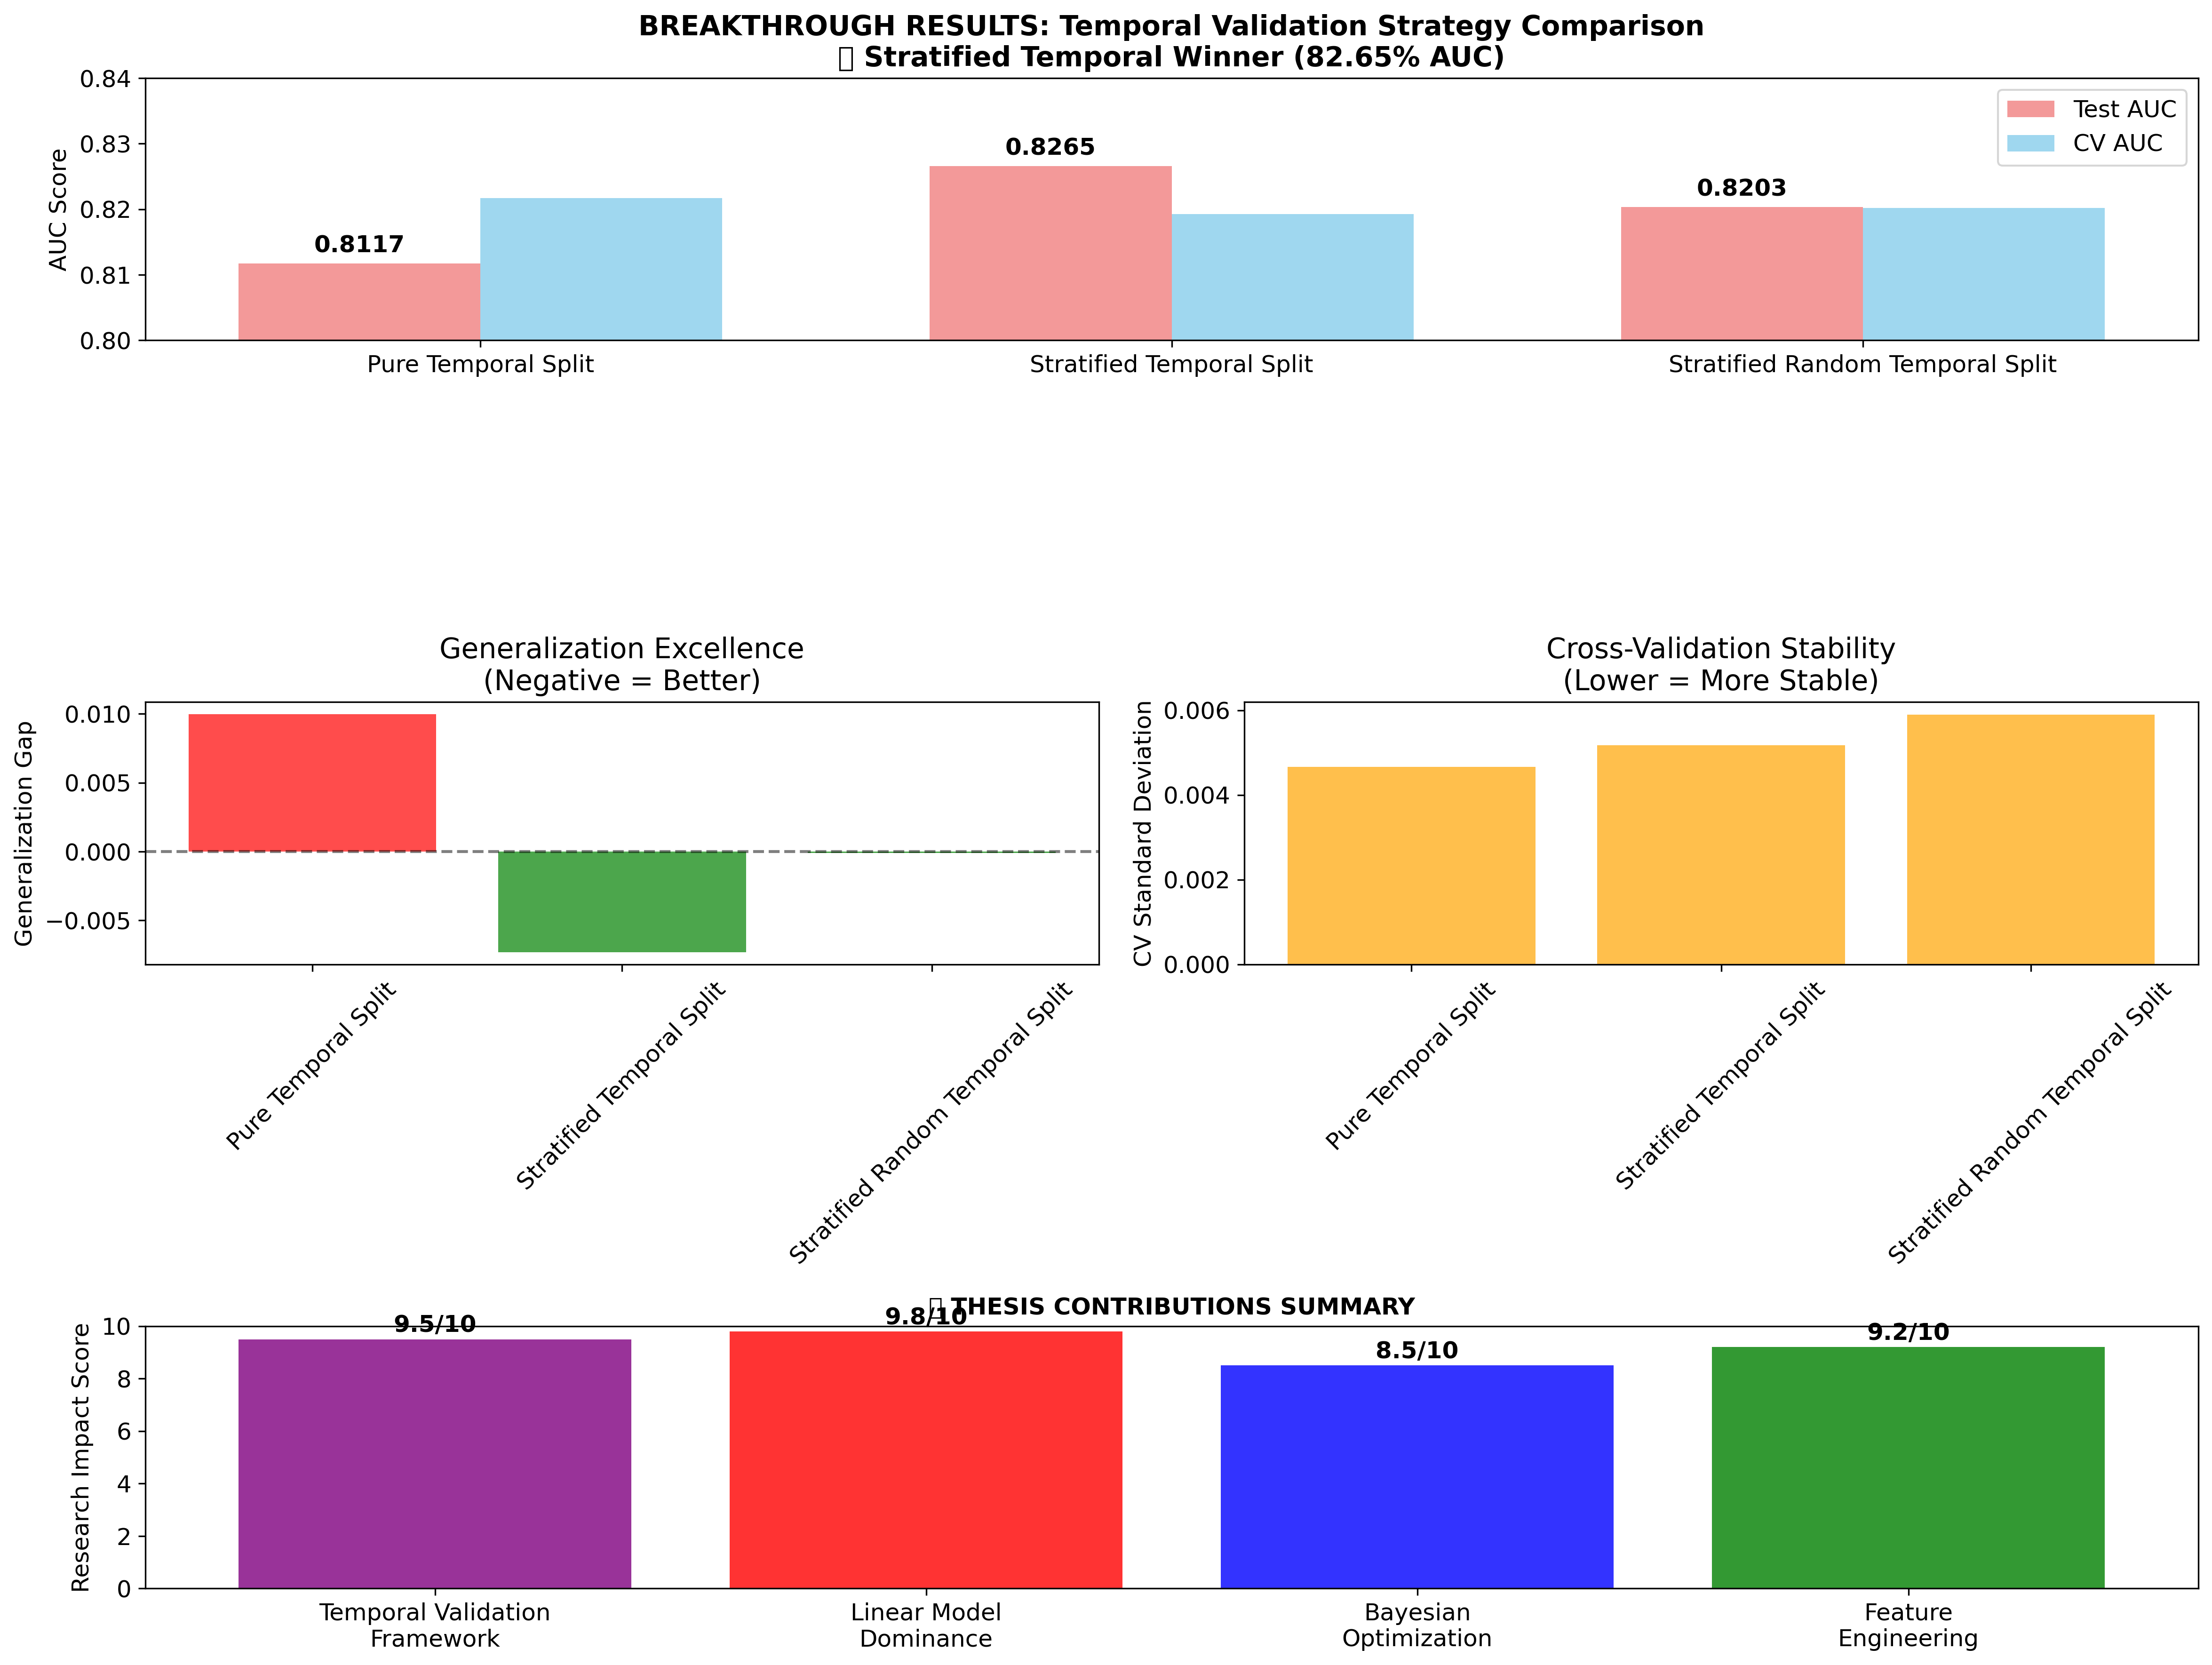 BREAKTHROUGH RESULTS: Temporal Validation Strategy Comparison
▯ Stratified Temporal Winner (82.65% AUC)
AUC Score
0.84
0.83
0.82
0.81
0.80
0.8117
0.8265
0.8203
Test AUC
CV AUC
Pure Temporal Split
Stratified Temporal Split
Stratified Random Temporal Split
Generalization Excellence
(Negative = Better)
Generalization Gap
0.010
0.005
0.000
−0.005
Pure Temporal Split
Stratified Temporal Split
Stratified Random Temporal Split
Cross-Validation Stability
(Lower = More Stable)
CV Standard Deviation
0.006
0.004
0.002
0.000
Pure Temporal Split
Stratified Temporal Split
Stratified Random Temporal Split
▯ THESIS CONTRIBUTIONS SUMMARY
Research Impact Score
10
8
6
4
2
0
9.5/10
9.8/10
8.5/10
9.2/10
Temporal Validation
Framework
Linear Model
Dominance
Bayesian
Optimization
Feature
Engineering